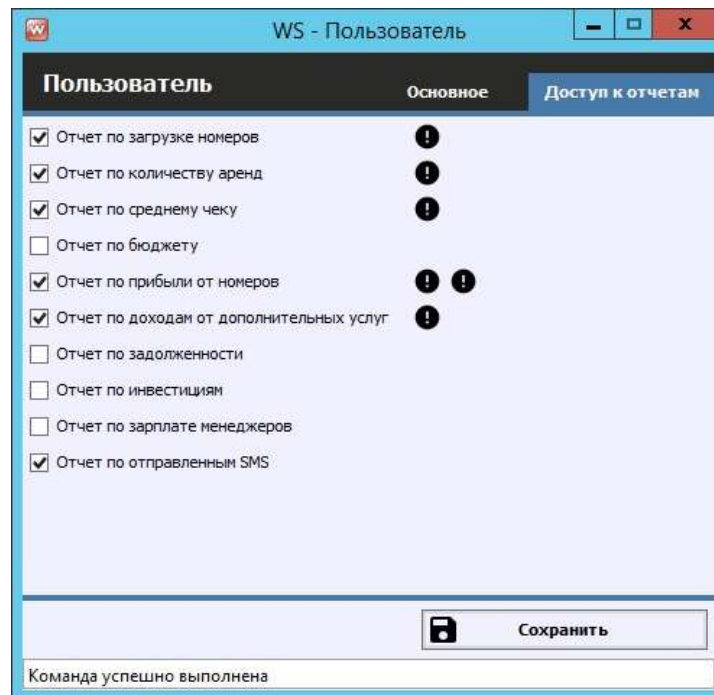 WS - Пользователь
Пользователь
Основное
Доступ к отчетам
Отчет по загрузке номеров
Отчет по количеству аренд
Отчет по среднему чеку
Отчет по бюджету
Отчет по прибыли от номеров
Отчет по доходам от дополнительных услуг
Отчет по задолженности
Отчет по инвестициям
Отчет по зарплате менеджеров
Отчет по отправленным SMS
Сохранить
Команда успешно выполнена